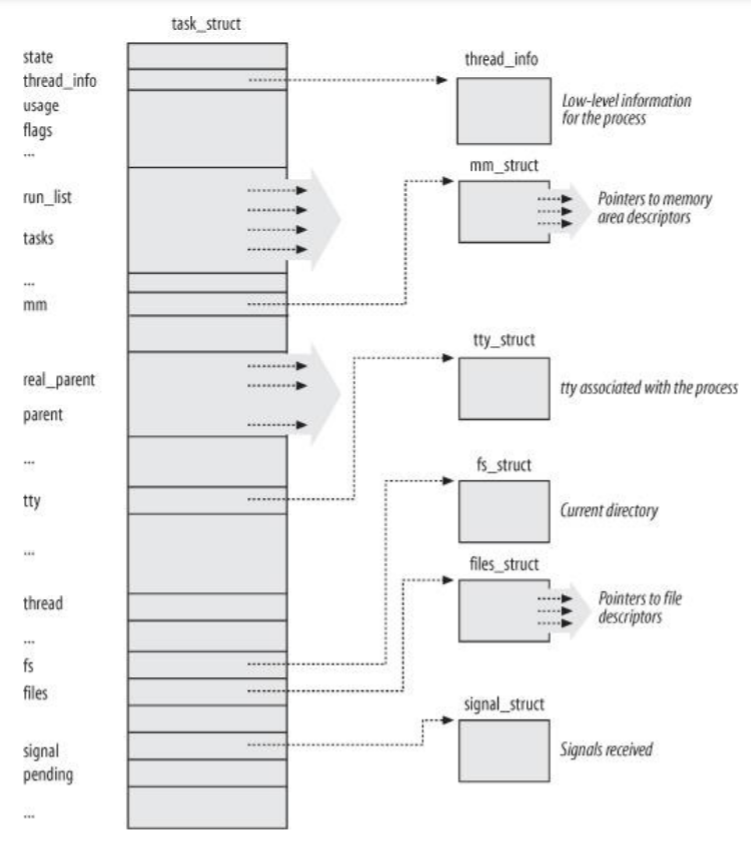 task_struct
state
thread_info
usage
flags
...
run_list
tasks
...
mm
real_parent
parent
...
tty
...
thread
...
fs
files
signal
pending
...
thread_info
Low-level information
for the process
mm_struct
Pointers to memory
area descriptors
tty_struct
tty associated with the process
fs_struct
Current directory
files_struct
Pointers to file
descriptors
signal_struct
Signals received